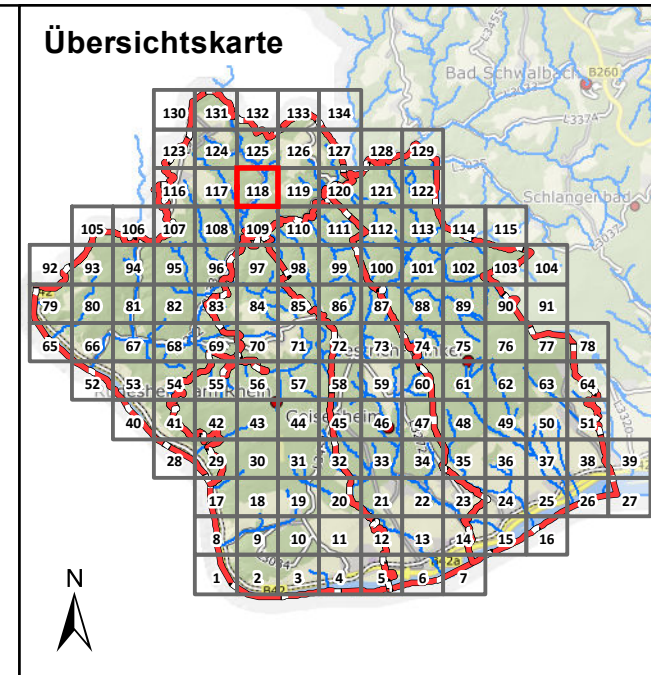 Übersichtskarte
Bad Schwalbach
B260
L3455
L3374
130 131 132 133 134
123 124 125 126 127 128 129
L3035
116 117 118 119 120 121 122
Schlangenbad
L3037
105 106 107 108 109 110 111 112 113 114 115
92 93 94 95 96 97 98 99 100 101 102 103 104
79 80 81 82 83 84 85 86 87 88 89 90 91
65 66 67 68 69 70 71 72 73 74 75 76 77 78
52 53 54 55 56 57 58 59 60 61 62 63 64
L3320
40 41 42 43 44 45 46 47 48 49 50 51
28 29 30 31 32 33 34 35 36 37 38 39
17 18 19 20 21 22 23 24 25 26 27
8 9 10 11 12 13 14 15 16
L3034
B42a
1 2 3 4 5 6 7
B42
N